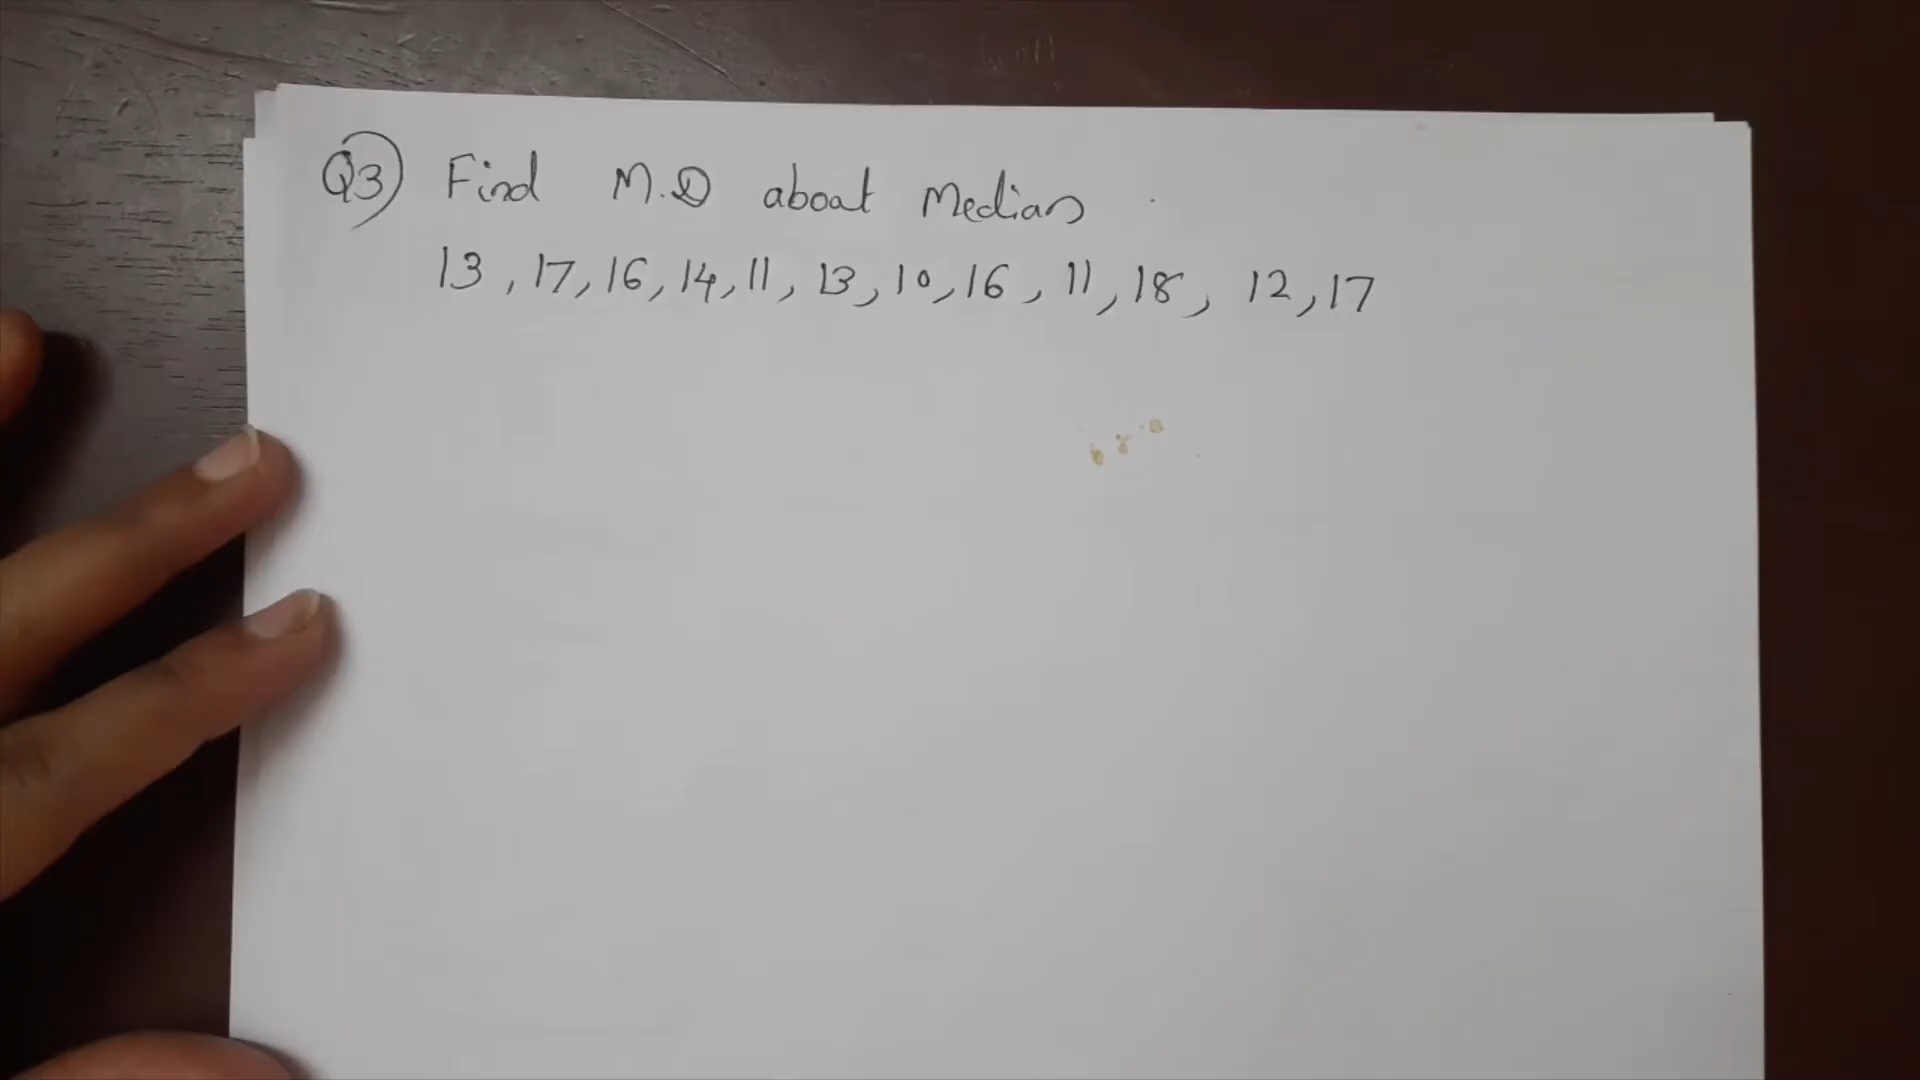 Q3) Find M.D about Median
13, 17, 16, 14, 11, 13, 10, 16, 11, 18, 12, 17